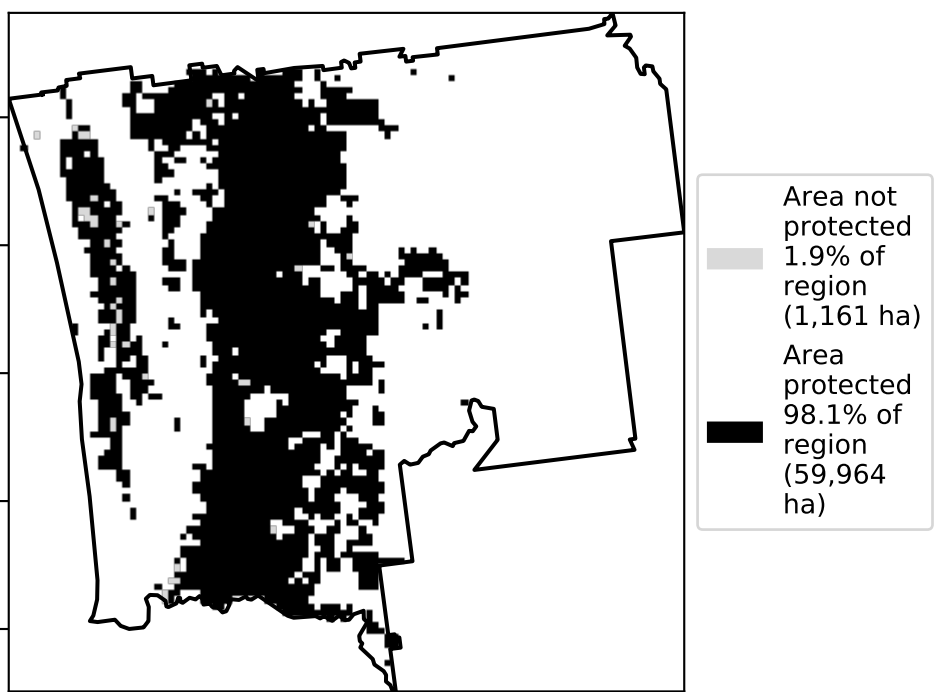 Area not
protected
1.9% of
region
(1,161 ha)
Area
protected
98.1% of
region
(59,964
ha)